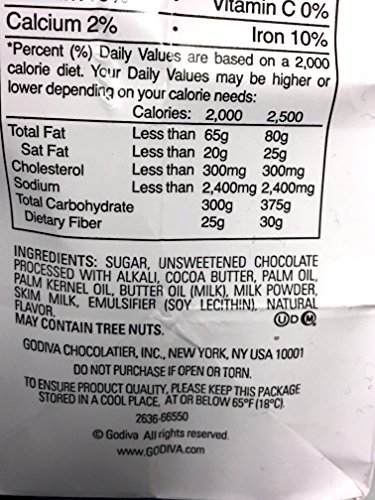 Vitamin C 0%
Calcium 2% • Iron 10%
*Percent (%) Daily Values are based on a 2,000
calorie diet. Your Daily Values may be higher or
lower depending on your calorie needs:
Calories: 2,000 2,500
Total Fat Less than 65g 80g
Sat Fat Less than 20g 25g
Cholesterol Less than 300mg 300mg
Sodium Less than 2,400mg 2,400mg
Total Carbohydrate 300g 375g
Dietary Fiber 25g 30g
INGREDIENTS: SUGAR, UNSWEETENED CHOCOLATE
PROCESSED WITH ALKALI, COCOA BUTTER, PALM OIL,
PALM KERNEL OIL, BUTTER OIL (MILK), MILK POWDER,
SKIM MILK, EMULSIFIER (SOY LECITHIN), NATURAL
FLAVOR. Ⓤ D Ⓜ
MAY CONTAIN TREE NUTS.
GODIVA CHOCOLATIER, INC., NEW YORK, NY USA 10001
DO NOT PURCHASE IF OPEN OR TORN.
TO ENSURE PRODUCT QUALITY, PLEASE KEEP THIS PACKAGE
STORED IN A COOL PLACE, AT OR BELOW 65°F (18°C).
2636-66550
© Godiva All rights reserved.
www.GODIVA.com